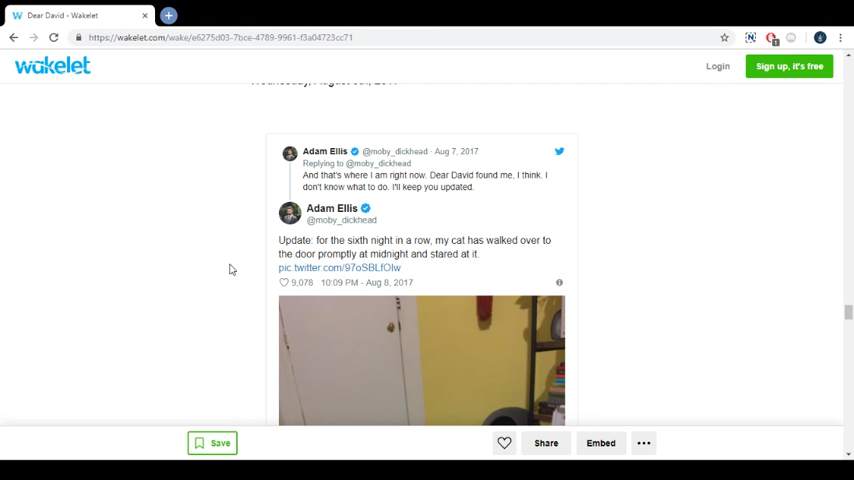 Dear David - Wakelet
https://wakelet.com/wake/e6275d03-7bce-4789-9961-f3a04723cc71
wakelet
Login
Sign up, it's free
Adam Ellis @moby_dickhead · Aug 7, 2017
Replying to @moby_dickhead
And that's where I am right now. Dear David found me, I think. I
don't know what to do. I'll keep you updated.
Adam Ellis
@moby_dickhead
Update: for the sixth night in a row, my cat has walked over to
the door promptly at midnight and stared at it.
pic.twitter.com/97oSBLfOlw
9,078 10:09 PM - Aug 8, 2017
Save
Share
Embed